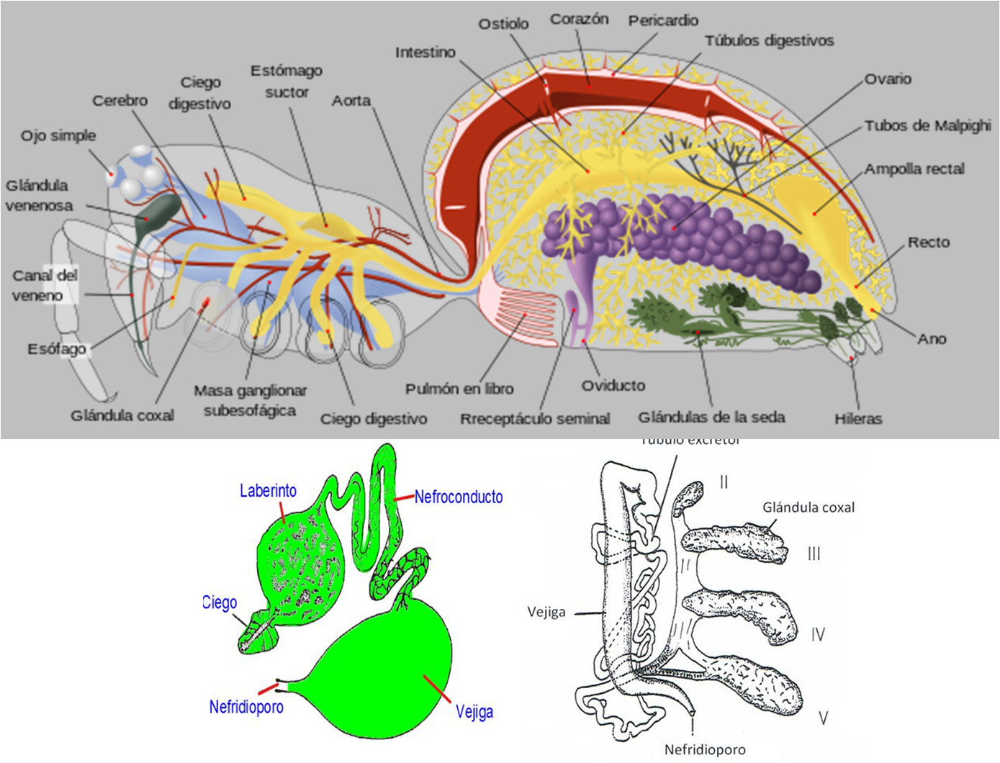 Ostiolo
Corazón
Pericardio
Intestino
Túbulos digestivos
Ciego
digestivo
Estómago
suctor
Cerebro
Aorta
Ovario
Ojo simple
Tubos de Malpighi
Glándula
venenosa
Ampolla rectal
Recto
Canal del
veneno
Esófago
Ano
Glándula coxal
Masa ganglionar
subesofágica
Ciego digestivo
Pulmón en libro
Rreceptáculo seminal
Oviducto
Glándulas de la seda
Hileras
Laberinto
Nefroconducto
Ciego
Nefridioporo
Vejiga
Túbulo excretor
II
Glándula coxal
III
Vejiga
IV
V
Nefridioporo